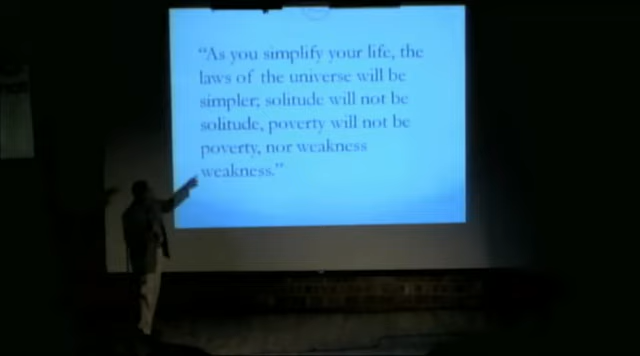 “As you simplify your life, the
laws of the universe will be
simpler; solitude will not be
solitude, poverty will not be
poverty, nor weakness
weakness.”